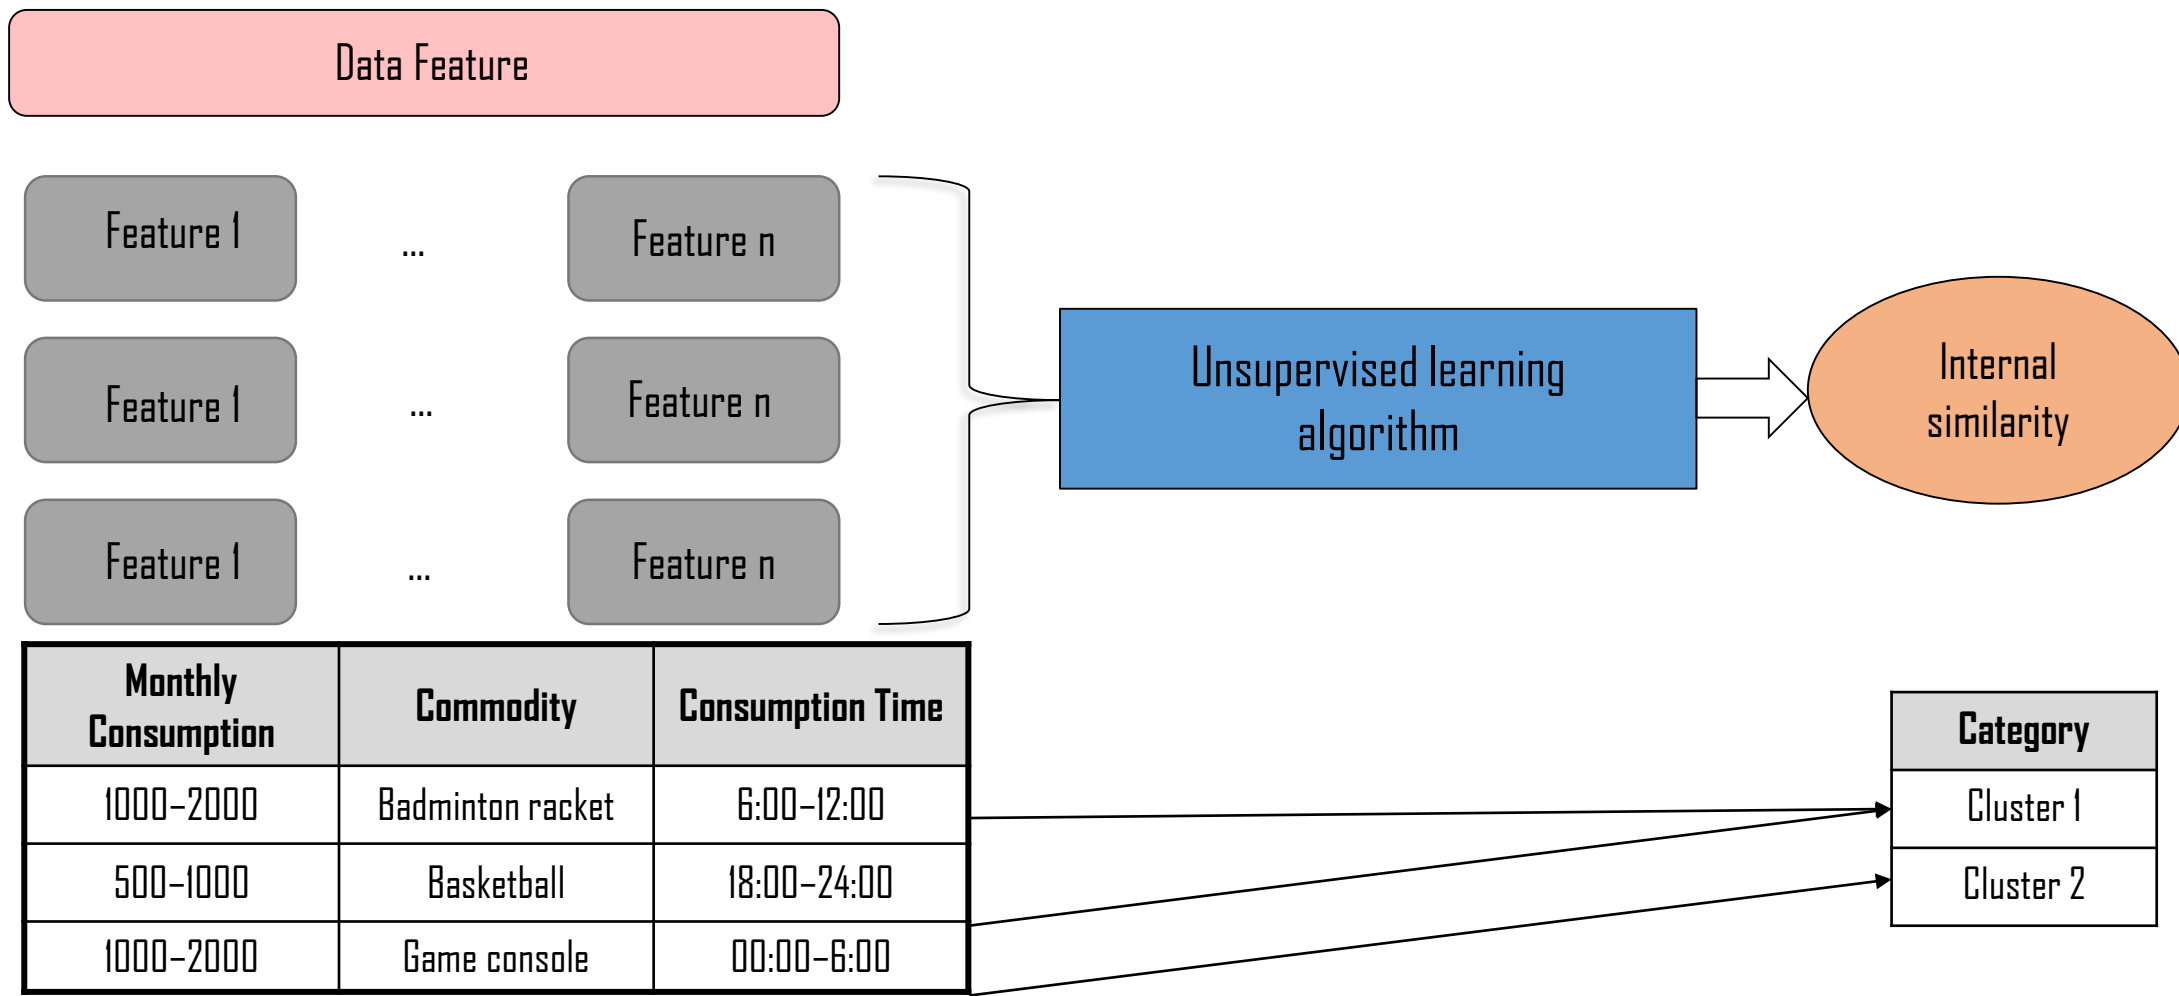 Data Feature
Feature 1 ... Feature n
Feature 1 ... Feature n
Unsupervised learning
algorithm
Internal
similarity
Feature 1 ... Feature n
Monthly
Consumption
Commodity
Consumption Time
1000–2000 Badminton racket 6:00–12:00
500–1000 Basketball 18:00–24:00
1000–2000 Game console 00:00–6:00
Category
Cluster 1
Cluster 2